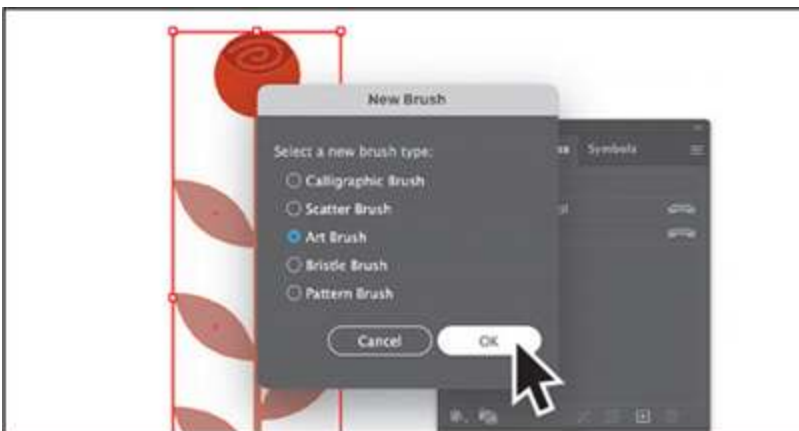 New Brush
Select a new brush type:
Symbols
Calligraphic Brush
Scatter Brush
Art Brush
Bristle Brush
Pattern Brush
Cancel
OK